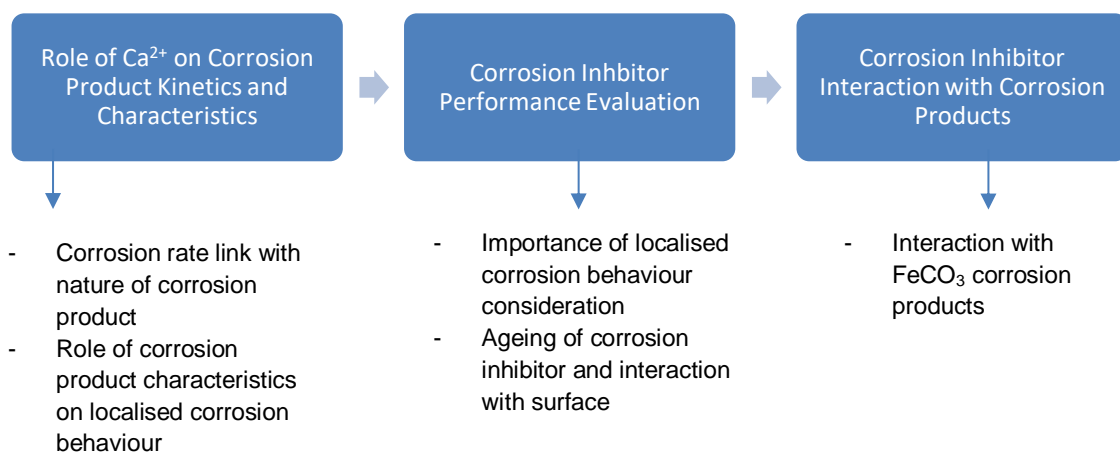 Role of Ca²⁺ on Corrosion
Product Kinetics and
Characteristics
Corrosion Inhbitor
Performance Evaluation
Corrosion Inhibitor
Interaction with Corrosion
Products
- Corrosion rate link with
nature of corrosion
product
- Role of corrosion
product characteristics
on localised corrosion
behaviour
- Importance of localised
corrosion behaviour
consideration
- Ageing of corrosion
inhibitor and interaction
with surface
- Interaction with
FeCO₃ corrosion
products